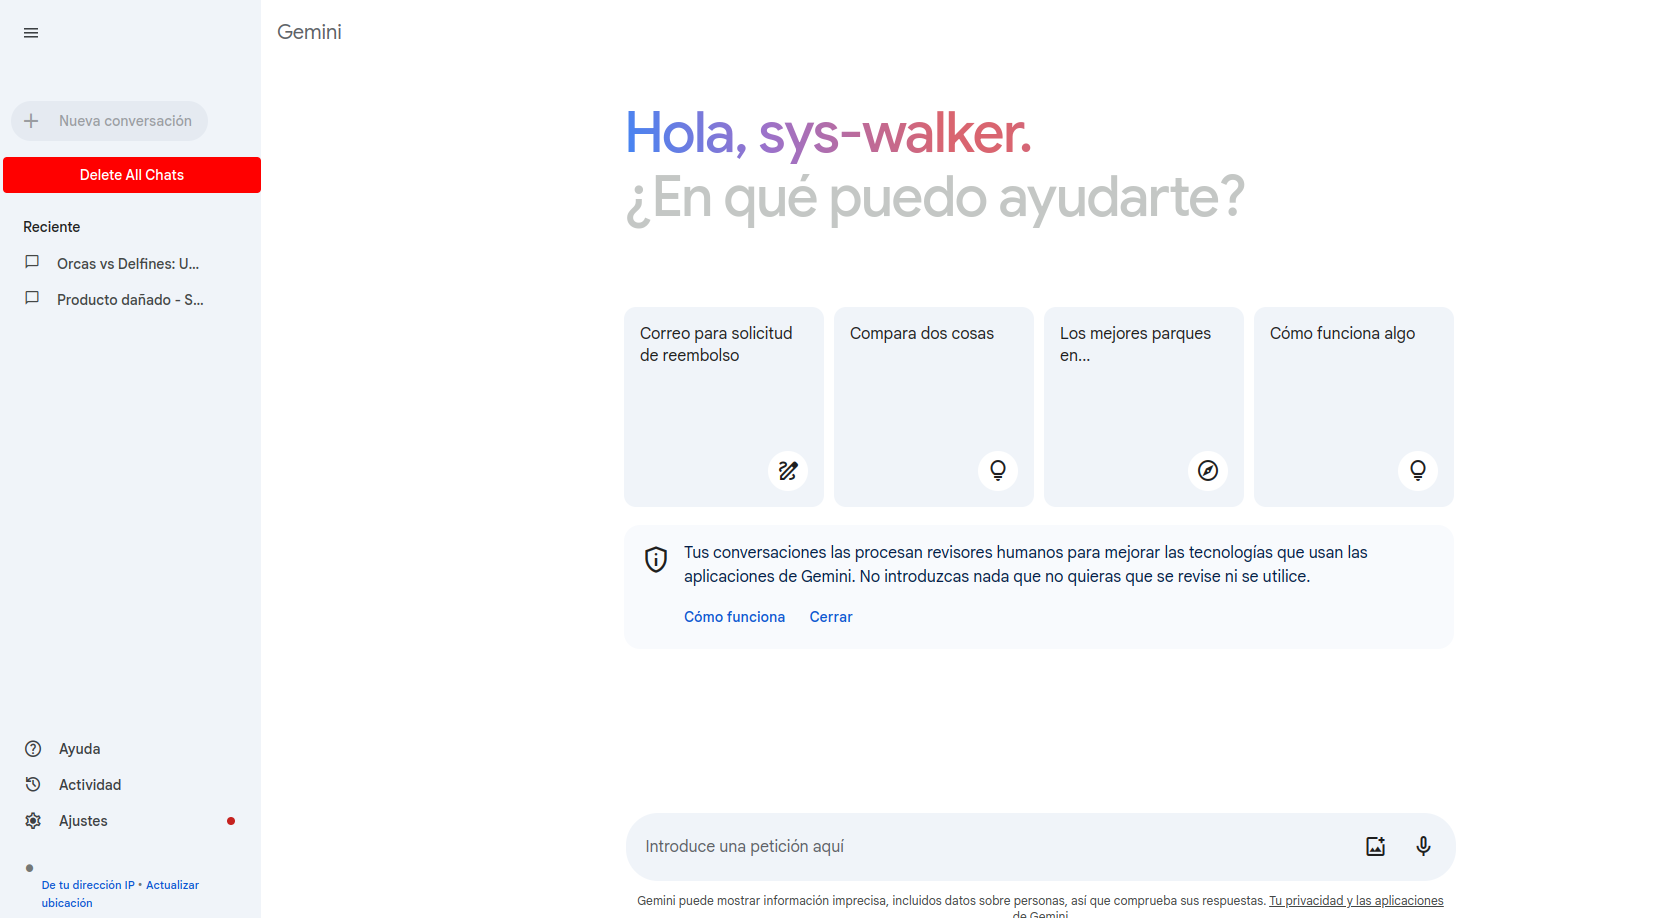 Gemini
Nueva conversación
Delete All Chats
Reciente
Orcas vs Delfines: U...
Producto dañado - S...
Ayuda
Actividad
Ajustes
De tu dirección IP • Actualizar
ubicación
Hola, sys-walker.
¿En qué puedo ayudarte?
Correo para solicitud
de reembolso
Compara dos cosas
Los mejores parques
en...
Cómo funciona algo
Tus conversaciones las procesan revisores humanos para mejorar las tecnologías que usan las
aplicaciones de Gemini. No introduzcas nada que no quieras que se revise ni se utilice.
Cómo funciona Cerrar
Introduce una petición aquí
Gemini puede mostrar información imprecisa, incluidos datos sobre personas, así que comprueba sus respuestas. Tu privacidad y las aplicaciones
de Gemini